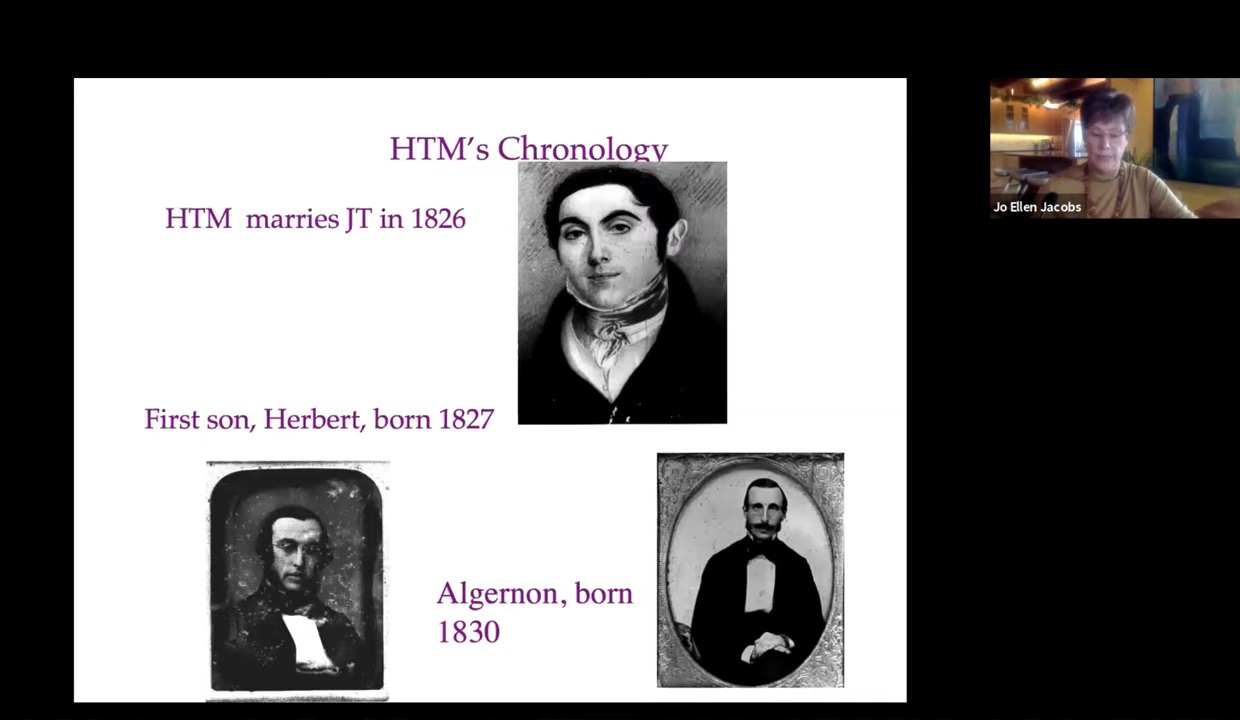 HTM's Chronology
HTM marries JT in 1826
First son, Herbert, born 1827
Algernon, born
1830
Jo Ellen Jacobs